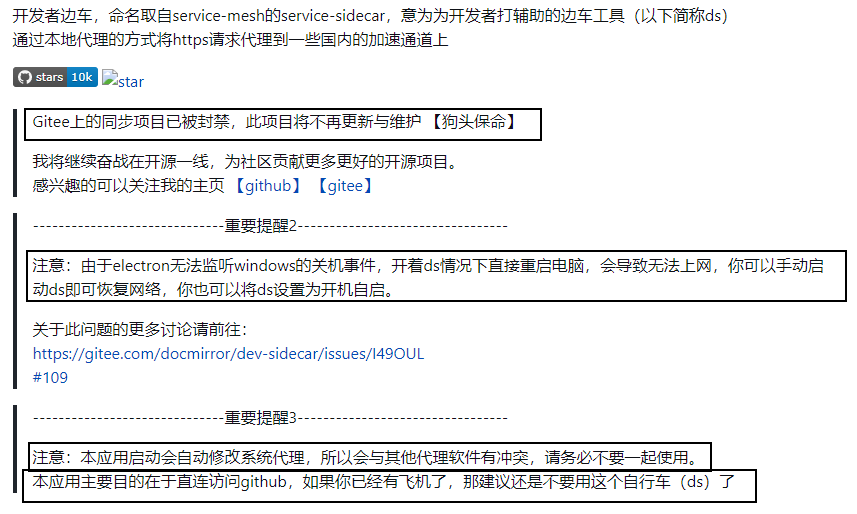 开发者边车，命名取自service-mesh的service-sidecar，意为为开发者打辅助的边车工具（以下简称ds）
通过本地代理的方式将https请求代理到一些国内的加速通道上
stars 10k star
Gitee上的同步项目已被封禁，此项目将不再更新与维护 【狗头保命】
我将继续奋战在开源一线，为社区贡献更多更好的开源项目。
感兴趣的可以关注我的主页 【github】 【gitee】
------------------------------重要提醒2---------------------------------
注意：由于electron无法监听windows的关机事件，开着ds情况下直接重启电脑，会导致无法上网，你可以手动启
动ds即可恢复网络，你也可以将ds设置为开机自启。
关于此问题的更多讨论请前往：
https://gitee.com/docmirror/dev-sidecar/issues/I49OUL
#109
------------------------------重要提醒3---------------------------------
注意：本应用启动会自动修改系统代理，所以会与其他代理软件有冲突，请务必不要一起使用。
本应用主要目的在于直连访问github，如果你已经有飞机了，那建议还是不要用这个自行车（ds）了